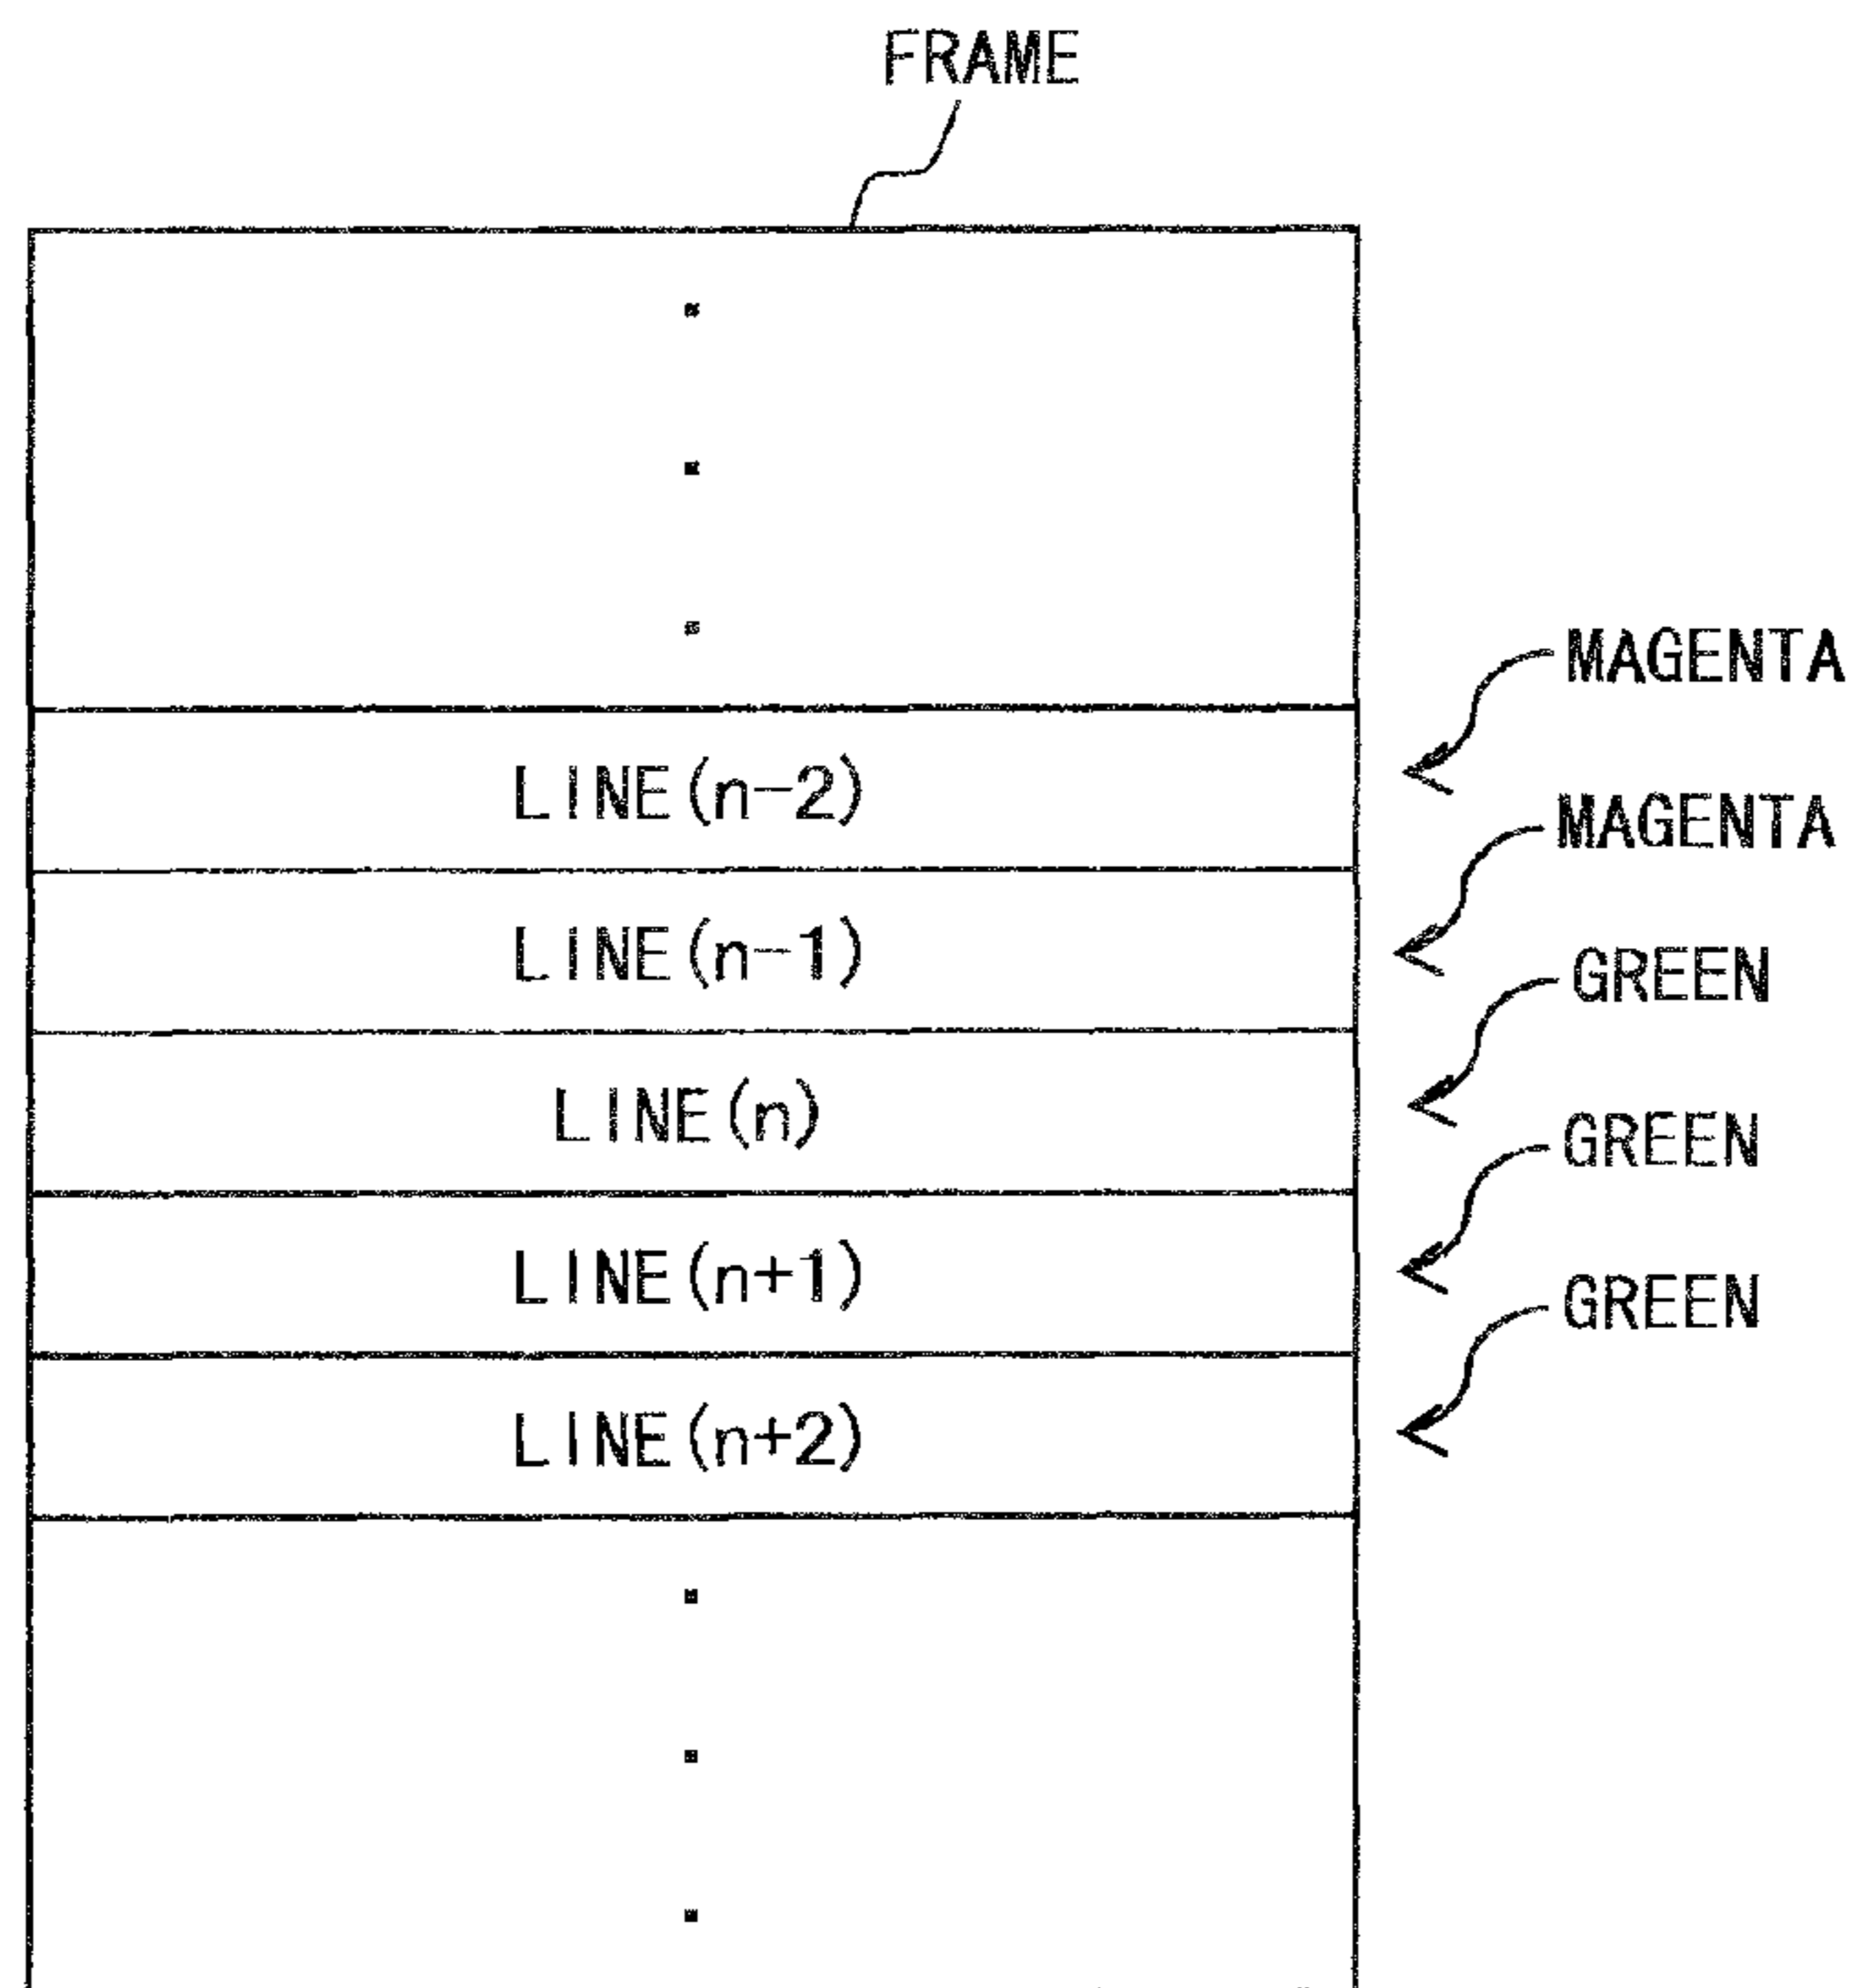 FRAME
MAGENTA
LINE(n-2)
MAGENTA
LINE(n-1)
GREEN
LINE(n)
GREEN
LINE(n+1)
GREEN
LINE(n+2)